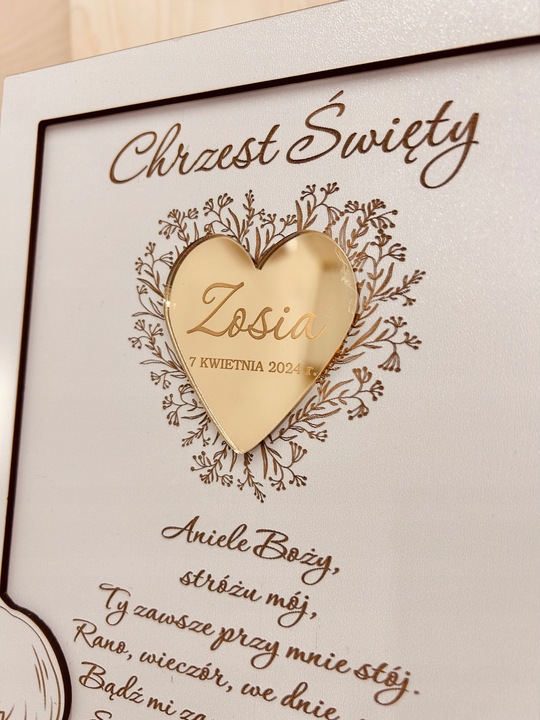 Chrzest Święty
Zosia
7 KWIETNIA 2024 r.
Aniele Boży,
stróżu mój,
Ty zawsze przy mnie stój.
Rano, wieczór, we dnie,
Bądź mi